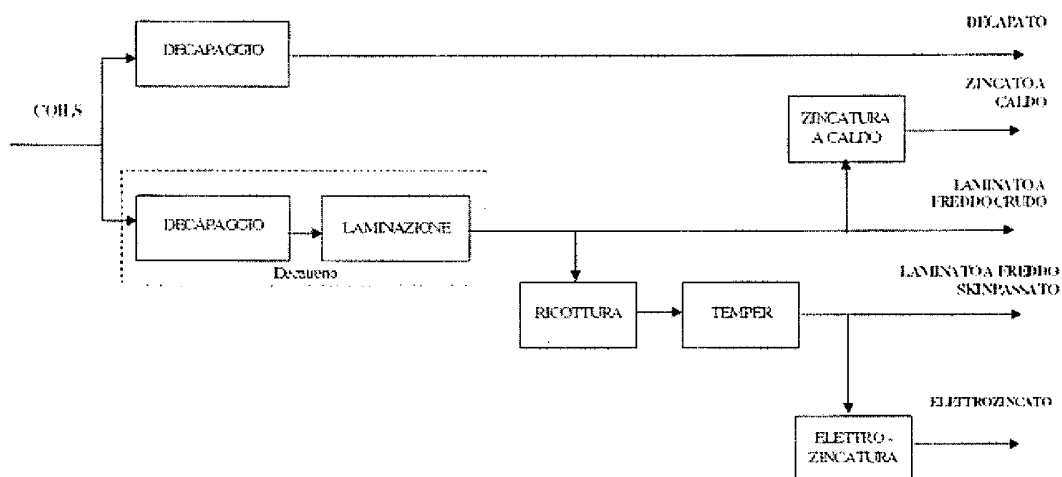 DECAPATO
DECAPAGGIO
ZINCATO A
CALDO
COILS
ZINCATURA
A CALDO
LAMINATO A
FREDDO CRUDO
DECAPAGGIO
LAMINAZIONE
LAMINATO A FREDDO
SKINPASSATO
RICOTTURA
TEMPER
ELETTROZINCATO
ELETTRO -
ZINCATURA